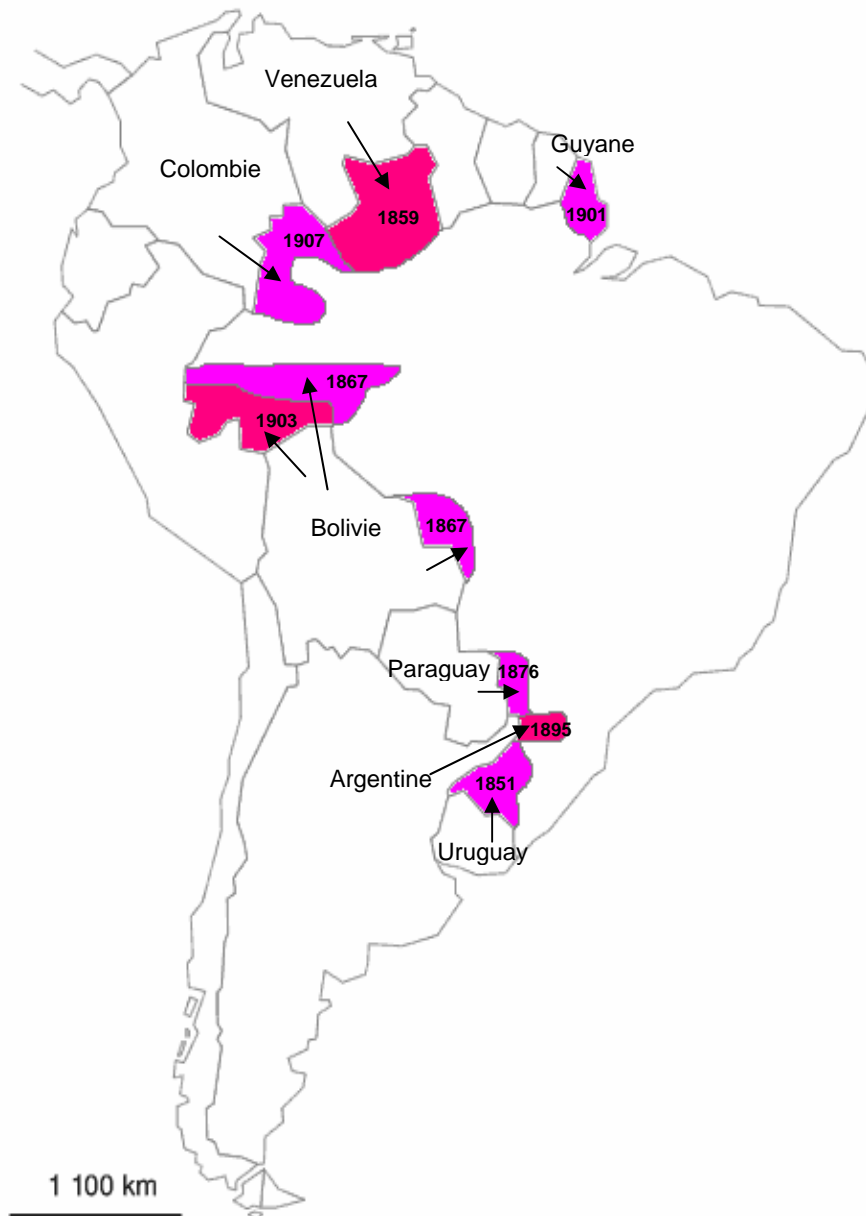 Venezuela
Guyane
Colombie
1859
1901
1907
1867
1903
Bolivie
1867
Paraguay
1876
1895
Argentine
1851
Uruguay
1 100 km